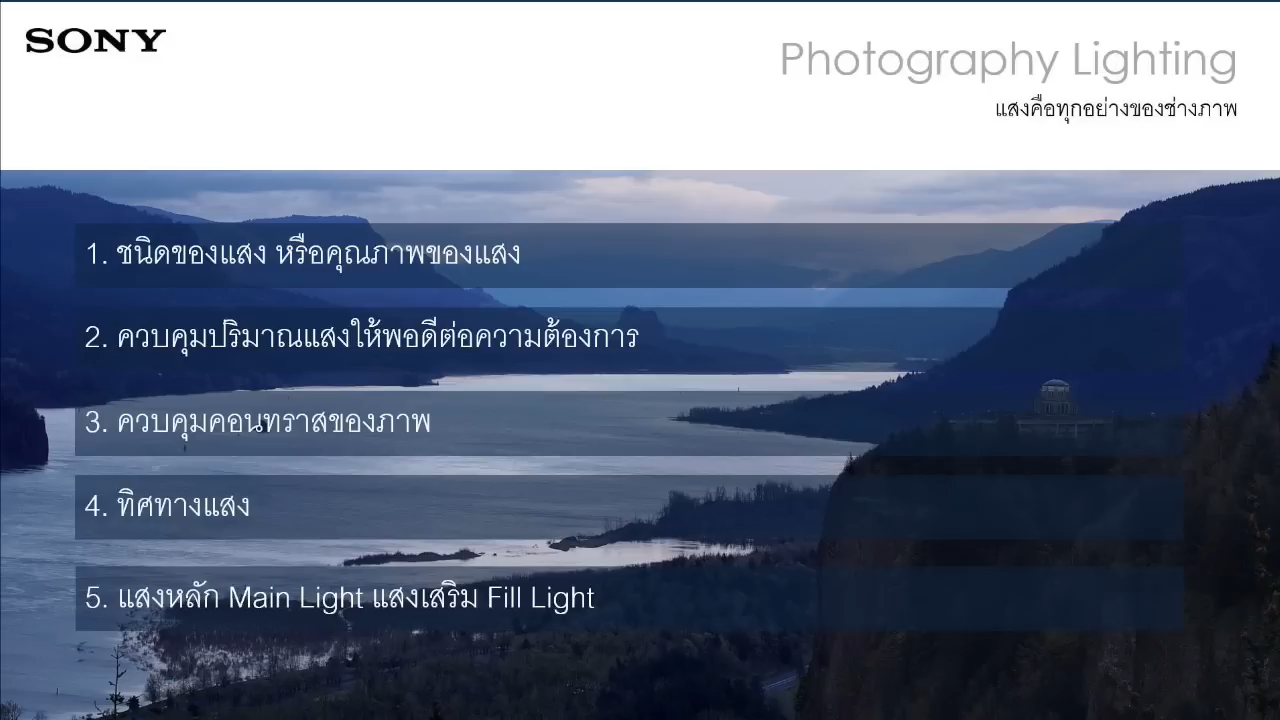 SONY
Photography Lighting
แสงคือทุกอย่างของช่างภาพ
1. ชนิดของแสง หรือคุณภาพของแสง
2. ควบคุมปริมาณแสงให้พอดีต่อความต้องการ
3. ควบคุมคอนทราสของภาพ
4. ทิศทางแสง
5. แสงหลัก Main Light แสงเสริม Fill Light